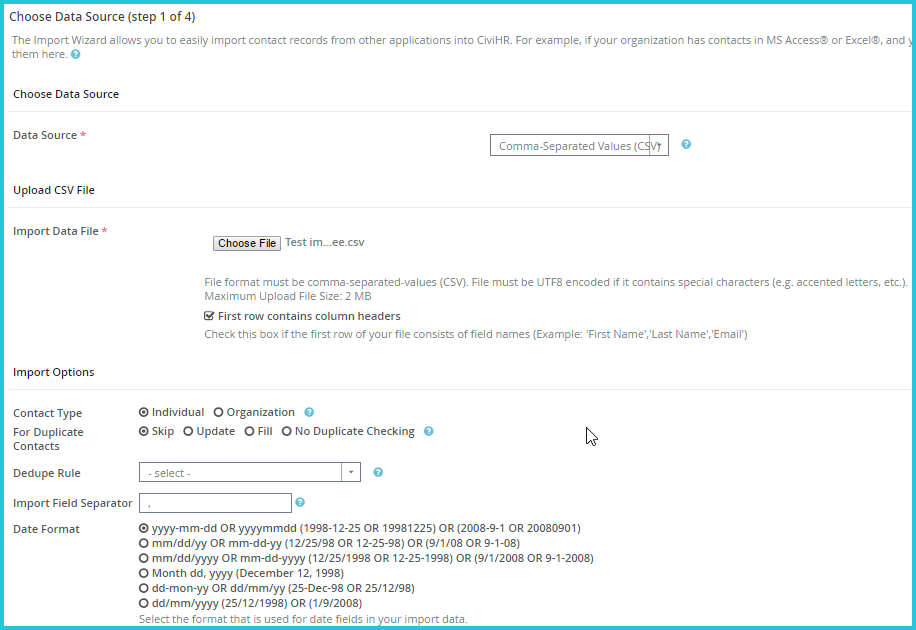 Choose Data Source (step 1 of 4)
The Import Wizard allows you to easily import contact records from other applications into CiviHR. For example, if your organization has contacts in MS Access® or Excel®, and
them here.
Choose Data Source
Data Source *
Comma-Separated Values (CSV)
Upload CSV File
Import Data File *
Choose File Test im...ee.csv
File format must be comma-separated-values (CSV). File must be UTF8 encoded if it contains special characters (e.g. accented letters, etc.).
Maximum Upload File Size: 2 MB
First row contains column headers
Check this box if the first row of your file consists of field names (Example: 'First Name','Last Name','Email')
Import Options
Contact Type Individual Organization
For Duplicate Contacts Skip Update Fill No Duplicate Checking
Dedupe Rule - select -
Import Field Separator ,
Date Format yyyy-mm-dd OR yyyymmdd (1998-12-25 OR 19981225) OR (2008-9-1 OR 20080901)
mm/dd/yy OR mm-dd-yy (12/25/98 OR 12-25-98) OR (9/1/08 OR 9-1-08)
mm/dd/yyyy OR mm-dd-yyyy (12/25/1998 OR 12-25-1998) OR (9/1/2008 OR 9-1-2008)
Month dd, yyyy (December 12, 1998)
dd-mon-yy OR dd/mm/yy (25-Dec-98 OR 25/12/98)
dd/mm/yyyy (25/12/1998) OR (1/9/2008)
Select the format that is used for date fields in your import data.